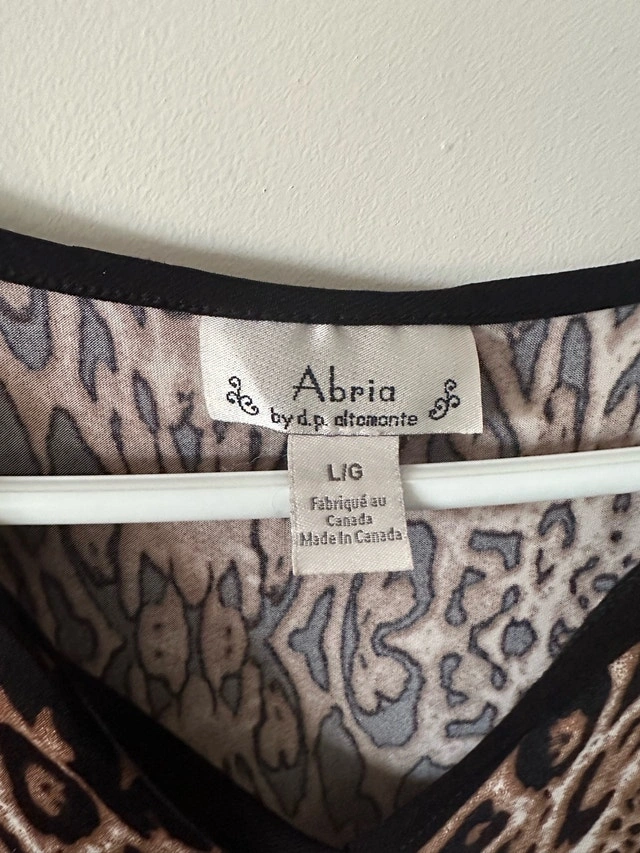 Abria
by d.p. altomonte
L/G
Fabriqué au
Canada
Made In Canada